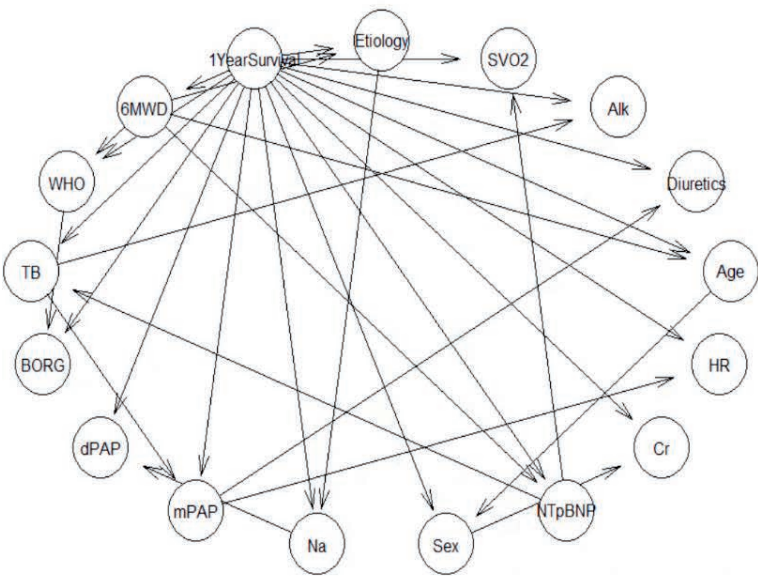 Etiology
1YearSurvival
SVO2
6MWD
Alk
WHO
Diuretics
TB
Age
BORG
HR
dPAP
Cr
mPAP
NTpBNP
Na
Sex